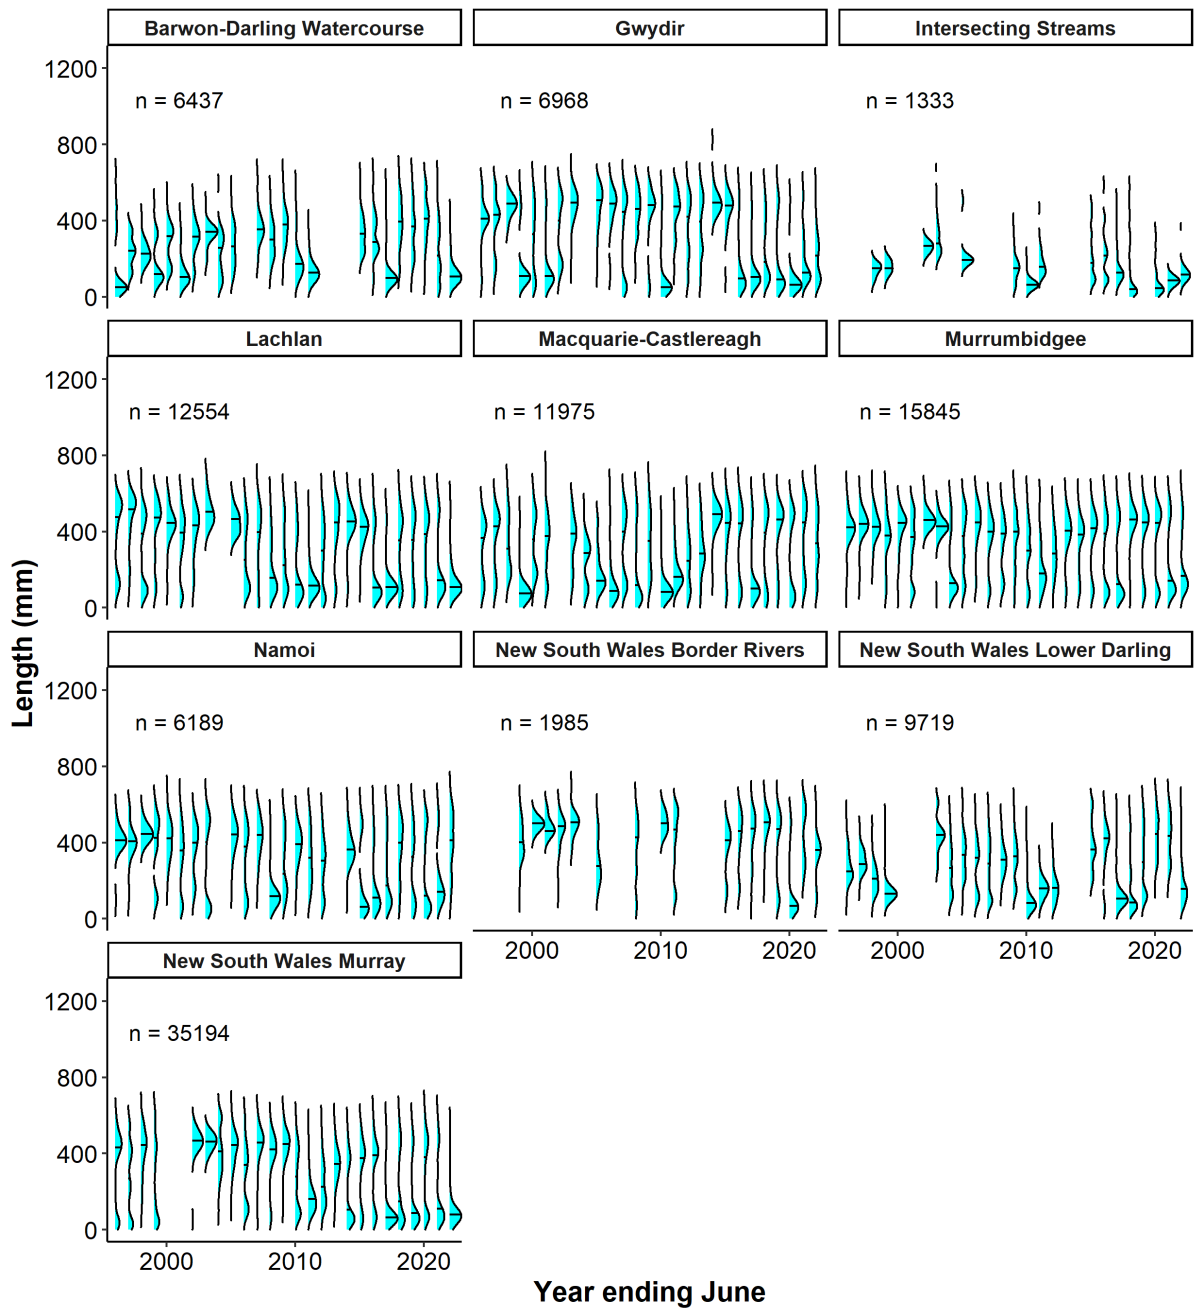 Barwon-Darling Watercourse
Gwydir
Intersecting Streams
1200
800
400
0
n = 6437
n = 6968
n = 1333
Lachlan
Macquarie-Castlereagh
Murrumbidgee
1200
800
400
0
n = 12554
n = 11975
n = 15845
Length (mm)
Namoi
New South Wales Border Rivers
New South Wales Lower Darling
1200
800
400
0
n = 6189
n = 1985
n = 9719
2000 2010 2020
2000 2010 2020
New South Wales Murray
1200
800
400
0
n = 35194
2000 2010 2020
Year ending June